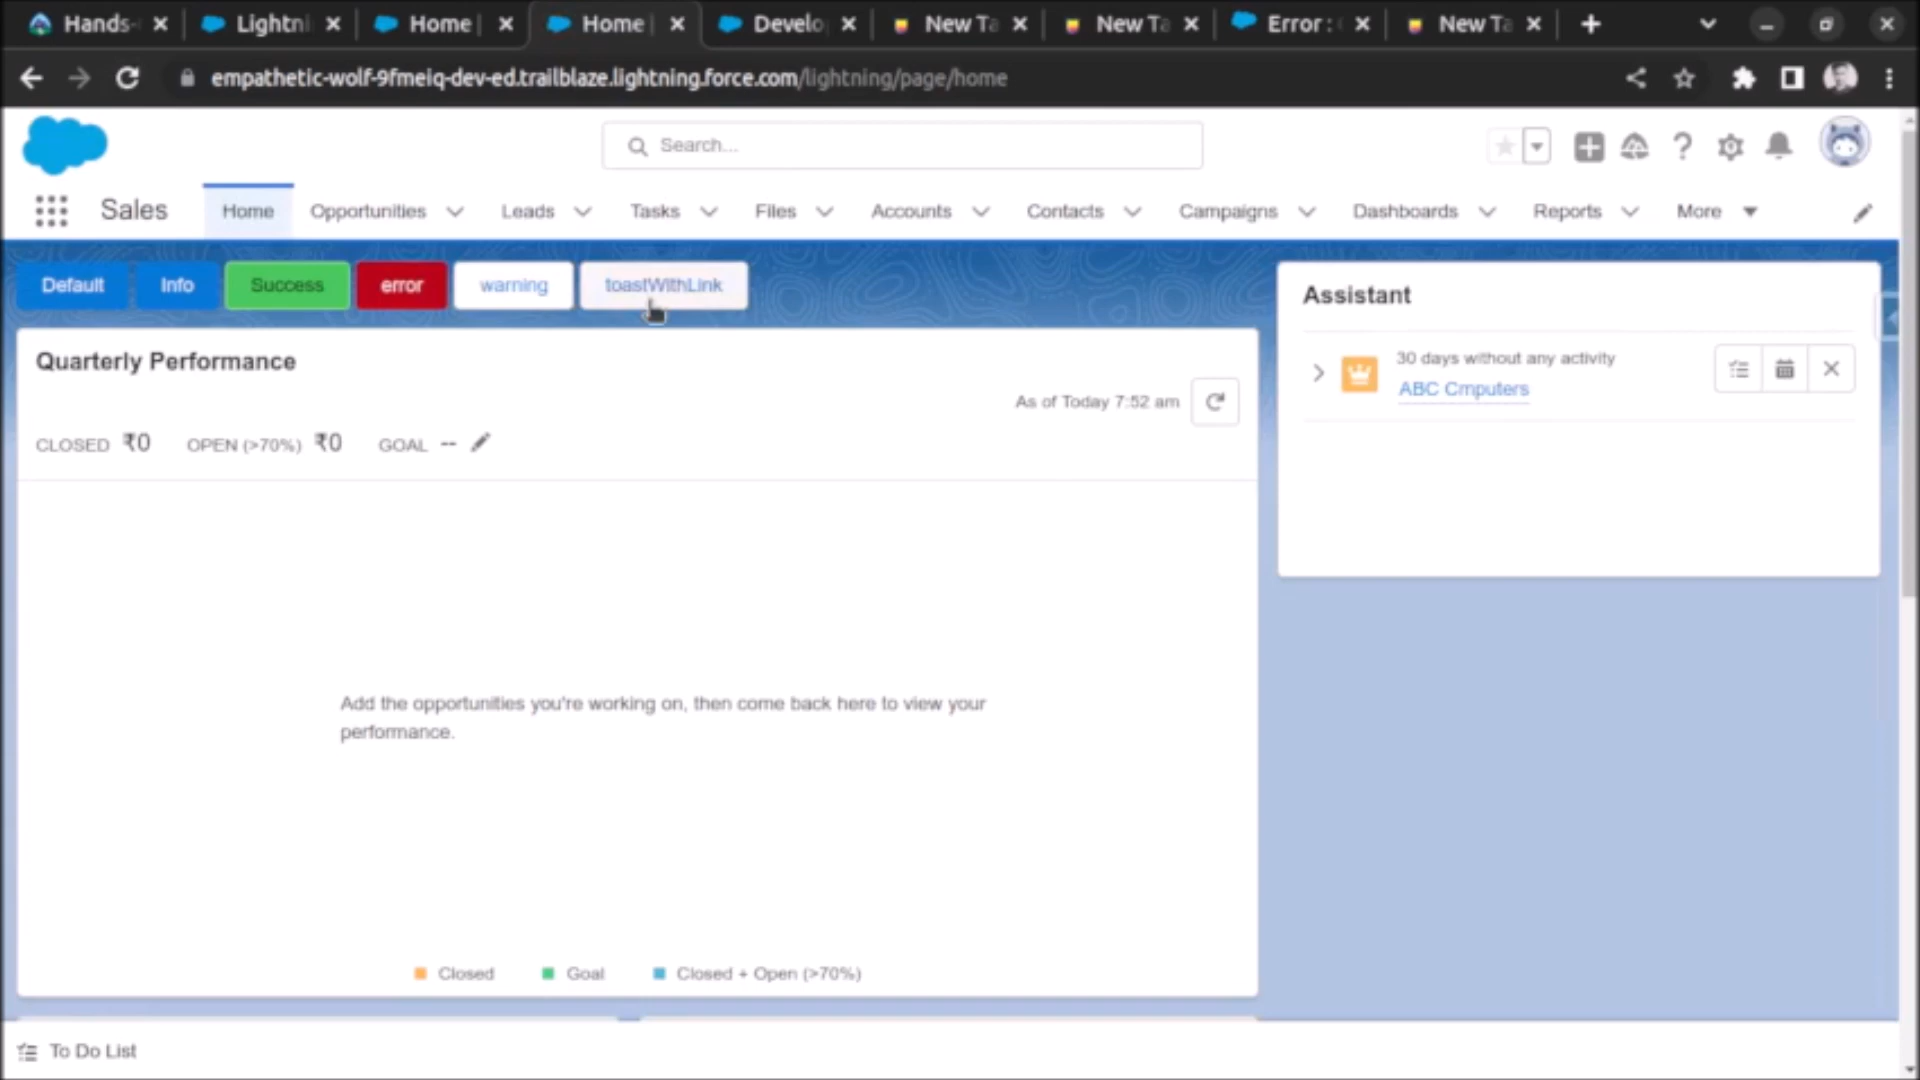 Hands-
Lightni
Home
Home
Develo
New Ta
New Ta
Error :
New Ta
empathetic-wolf-9fmeiq-dev-ed.trailblaze.lightning.force.com/lightning/page/home
Search...
Sales
Home
Opportunities
Leads
Tasks
Files
Accounts
Contacts
Campaigns
Dashboards
Reports
More
Default
Info
Success
error
warning
toastWithLink
Quarterly Performance
As of Today 7:52 am
CLOSED ₹0 OPEN (>70%) ₹0 GOAL --
Add the opportunities you're working on, then come back here to view your
performance.
Closed
Goal
Closed + Open (>70%)
Assistant
30 days without any activity
ABC Cmputers
To Do List